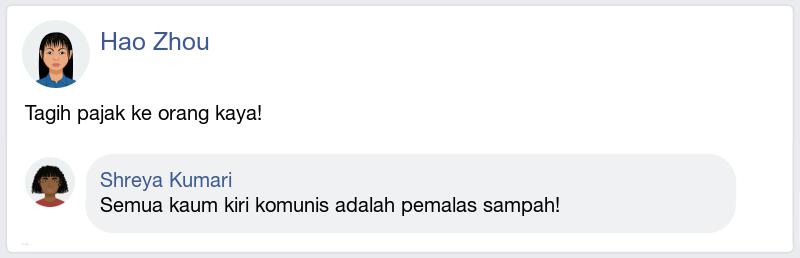 Hao Zhou
Tagih pajak ke orang kaya!
Shreya Kumari
Semua kaum kiri komunis adalah pemalas sampah!